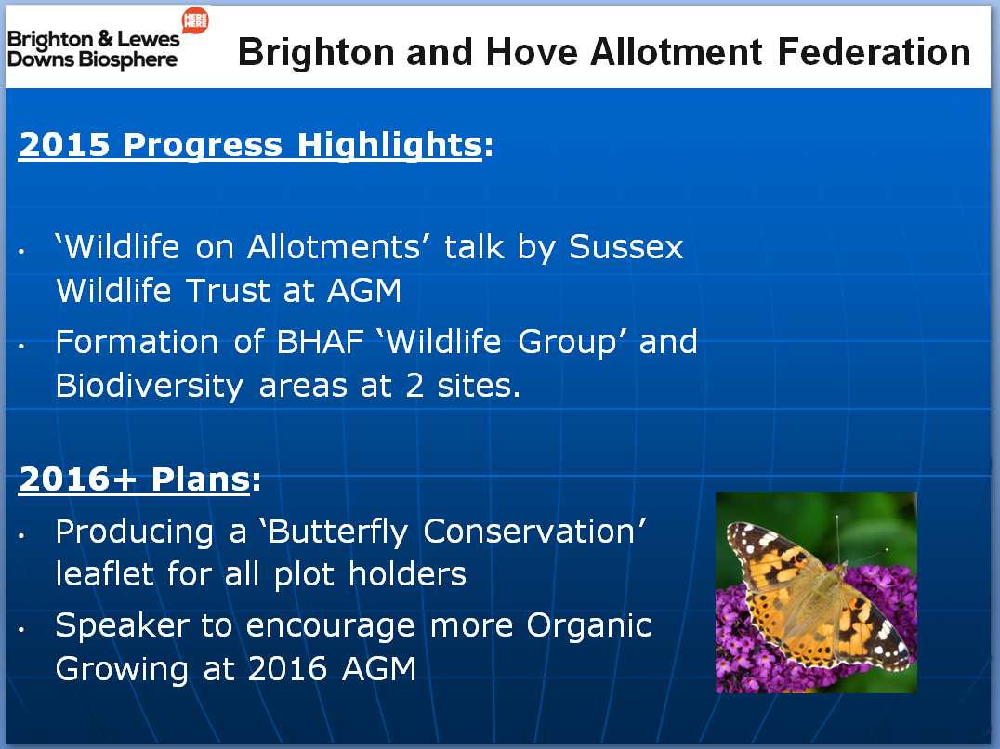 HERE
HERE
Brighton & Lewes
Downs Biosphere
Brighton and Hove Allotment Federation
2015 Progress Highlights:
• ‘Wildlife on Allotments’ talk by Sussex
Wildlife Trust at AGM
• Formation of BHAF ‘Wildlife Group’ and
Biodiversity areas at 2 sites.
2016+ Plans:
• Producing a ‘Butterfly Conservation’
leaflet for all plot holders
• Speaker to encourage more Organic
Growing at 2016 AGM